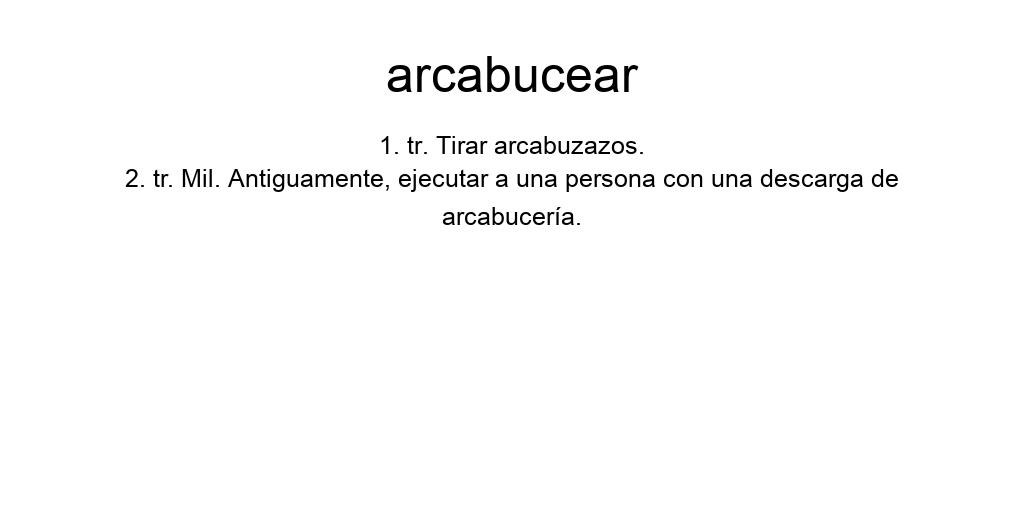 arcabucear
1. tr. Tirar arcabuzazos.
2. tr. Mil. Antiguamente, ejecutar a una persona con una descarga de
arcabucería.